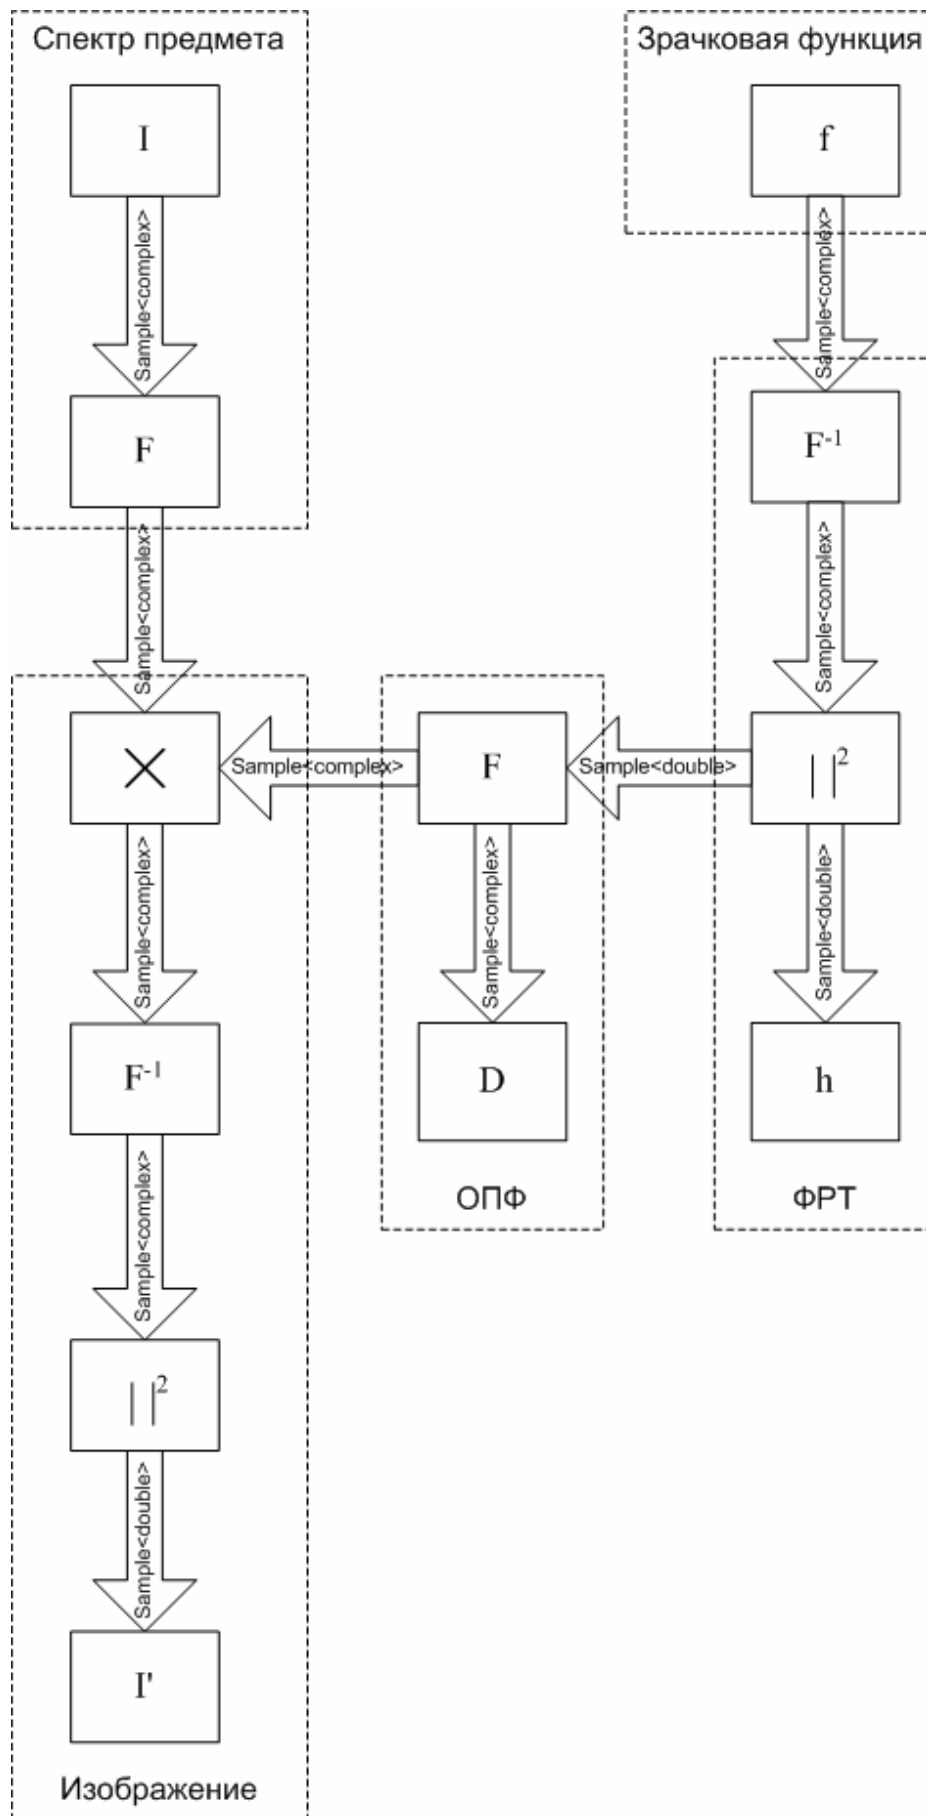 Спектр предмета
Зрачковая функция
I
f
Sample<complex>
Sample<complex>
F
F⁻¹
Sample<complex>
Sample<complex>
×
Sample<complex>
F
Sample<double>
| |²
Sample<complex>
Sample<complex>
Sample<double>
F⁻¹
D
h
ОПФ
ФРТ
Sample<complex>
| |²
Sample<double>
I'
Изображение